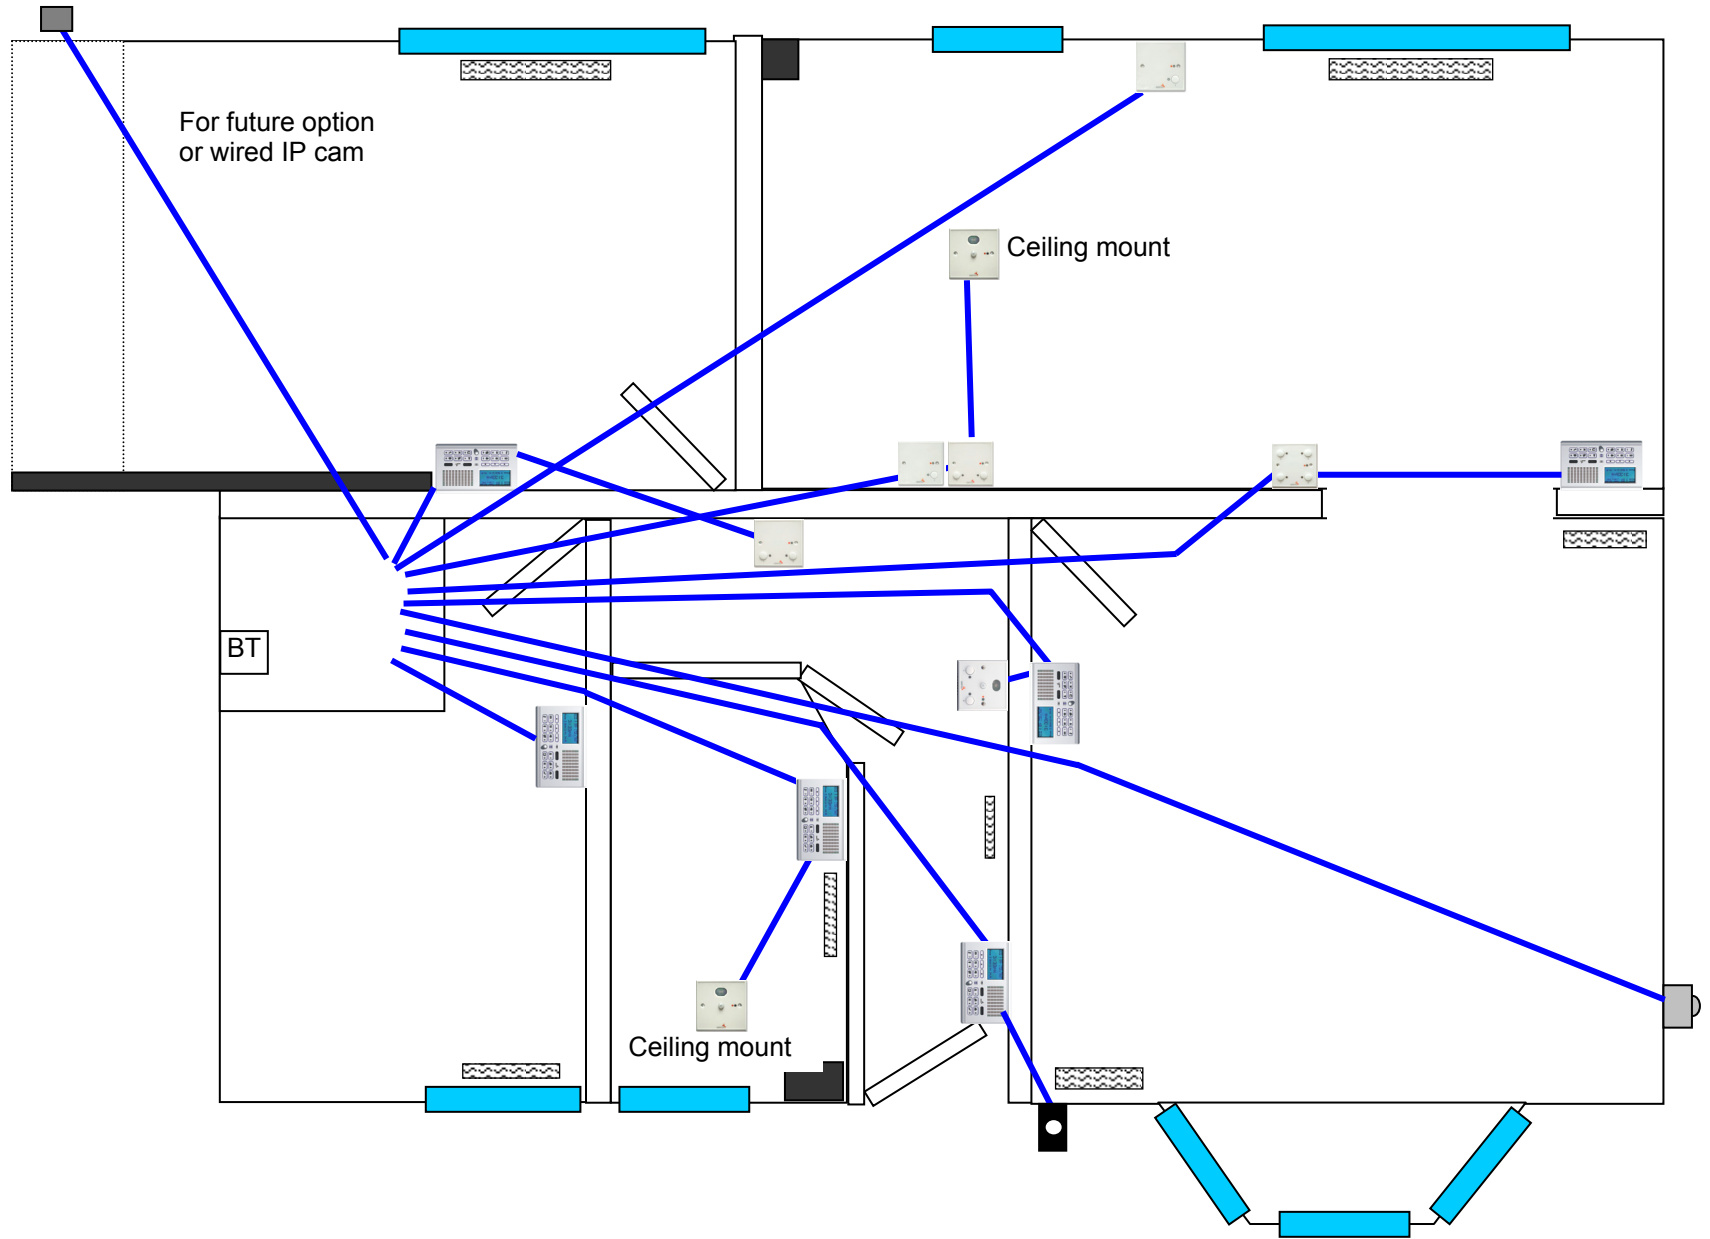 For future option
or wired IP cam
Ceiling mount
BT
Ceiling mount